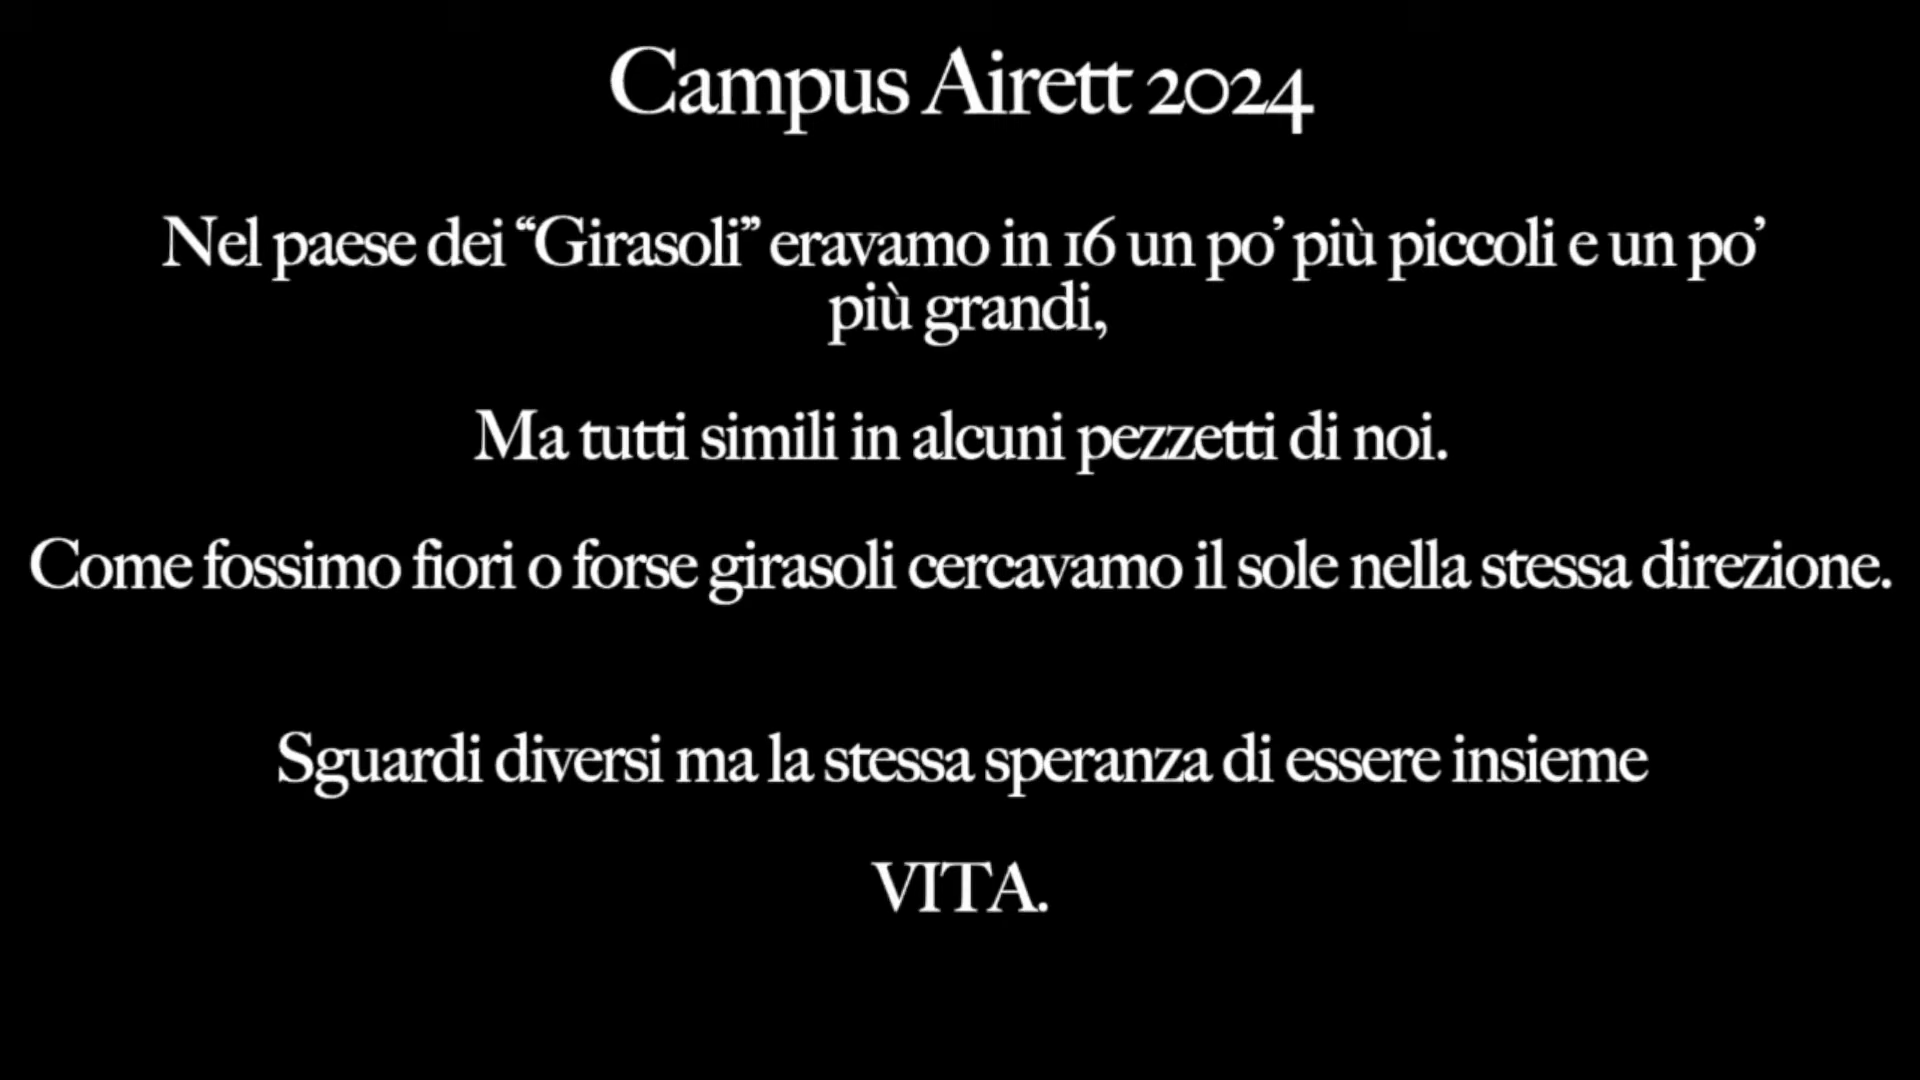 Campus Airett 2024
Nel paese dei “Girasoli” eravamo in 16 un po’ più piccoli e un po’
più grandi,
Ma tutti simili in alcuni pezzetti di noi.
Come fossimo fiori o forse girasoli cercavamo il sole nella stessa direzione.
Sguardi diversi ma la stessa speranza di essere insieme
VITA.